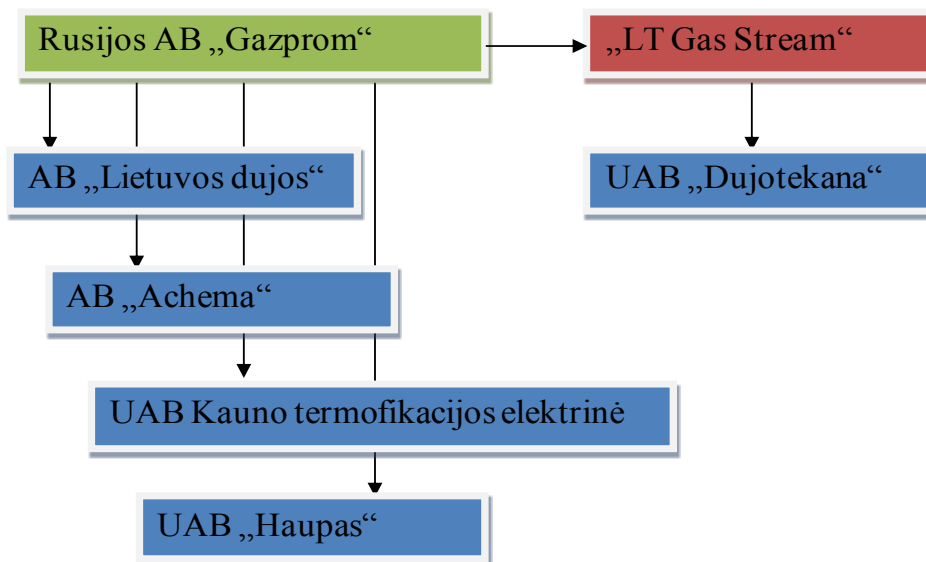 Rusijos AB „Gazprom“
„LT Gas Stream“
AB „Lietuvos dujos“
UAB „Dujotekana“
AB „Achema“
UAB Kauno termofikacijos elektrinė
UAB „Haupas“